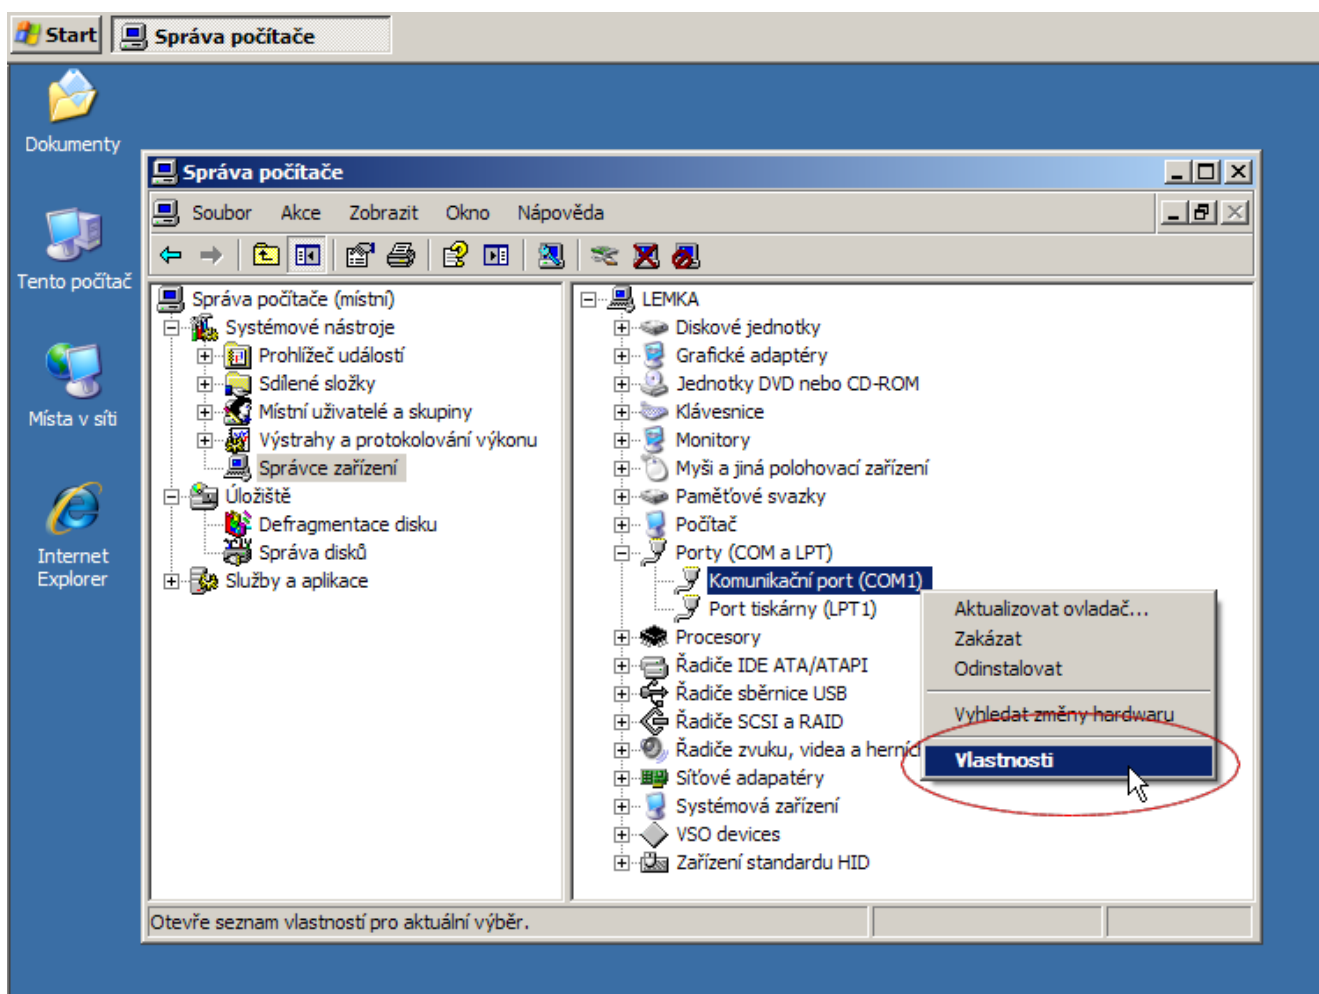 Start
Správa počítače
Dokumenty
Tento počítač
Místa v síti
Internet
Explorer
Správa počítače
Soubor Akce Zobrazit Okno Nápověda
Správa počítače (místní)
Systémové nástroje
Prohlížeč událostí
Sdílené složky
Místní uživatelé a skupiny
Výstrahy a protokolování výkonu
Správce zařízení
Úložiště
Defragmentace disku
Správa disků
Služby a aplikace
LEMKA
Diskové jednotky
Grafické adaptéry
Jednotky DVD nebo CD-ROM
Klávesnice
Monitory
Myši a jiná polohovací zařízení
Paměťové svazky
Počítač
Porty (COM a LPT)
Komunikační port (COM1)
Port tiskárny (LPT1)
Procesory
Řadiče IDE ATA/ATAPI
Řadiče sběrnice USB
Řadiče SCSI a RAID
Řadiče zvuku, videa a herních
Síťové adapatéry
Systémová zařízení
VSO devices
Zařízení standardu HID
Aktualizovat ovladač...
Zakázat
Odinstalovat
Vyhledat změny hardwaru
Vlastnosti
Otevře seznam vlastností pro aktuální výběr.